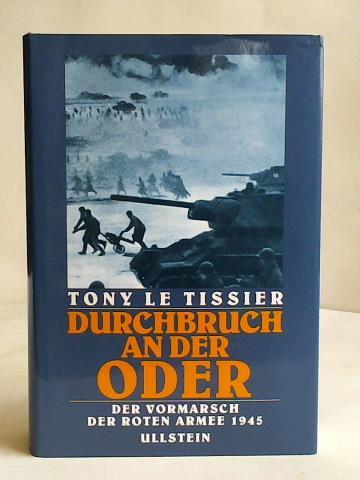 TONY LE TISSIER
DURCHBRUCH
AN DER
ODER
DER VORMARSCH
DER ROTEN ARMEE 1945
ULLSTEIN